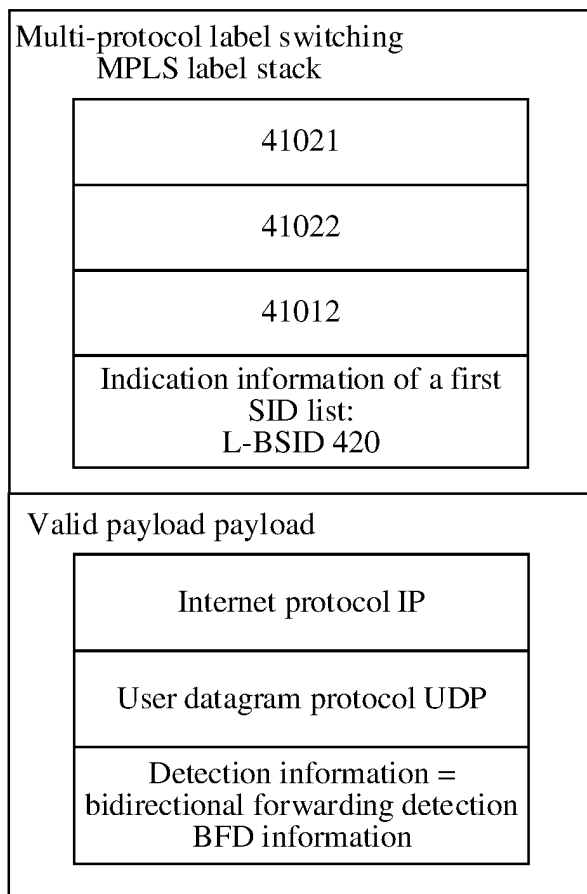 Multi-protocol label switching
MPLS label stack
41021
41022
41012
Indication information of a first
SID list:
L-BSID 420
Valid payload payload
Internet protocol IP
User datagram protocol UDP
Detection information =
bidirectional forwarding detection
BFD information